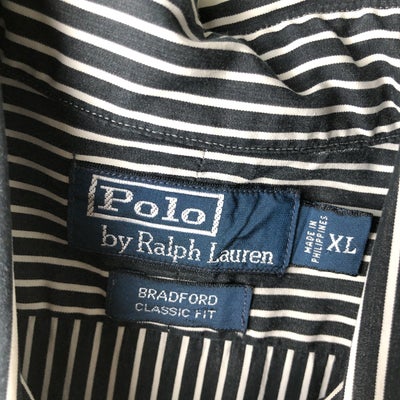 Polo
by Ralph Lauren
MADE IN
PHILIPPINES
XL
BRADFORD
CLASSIC FIT